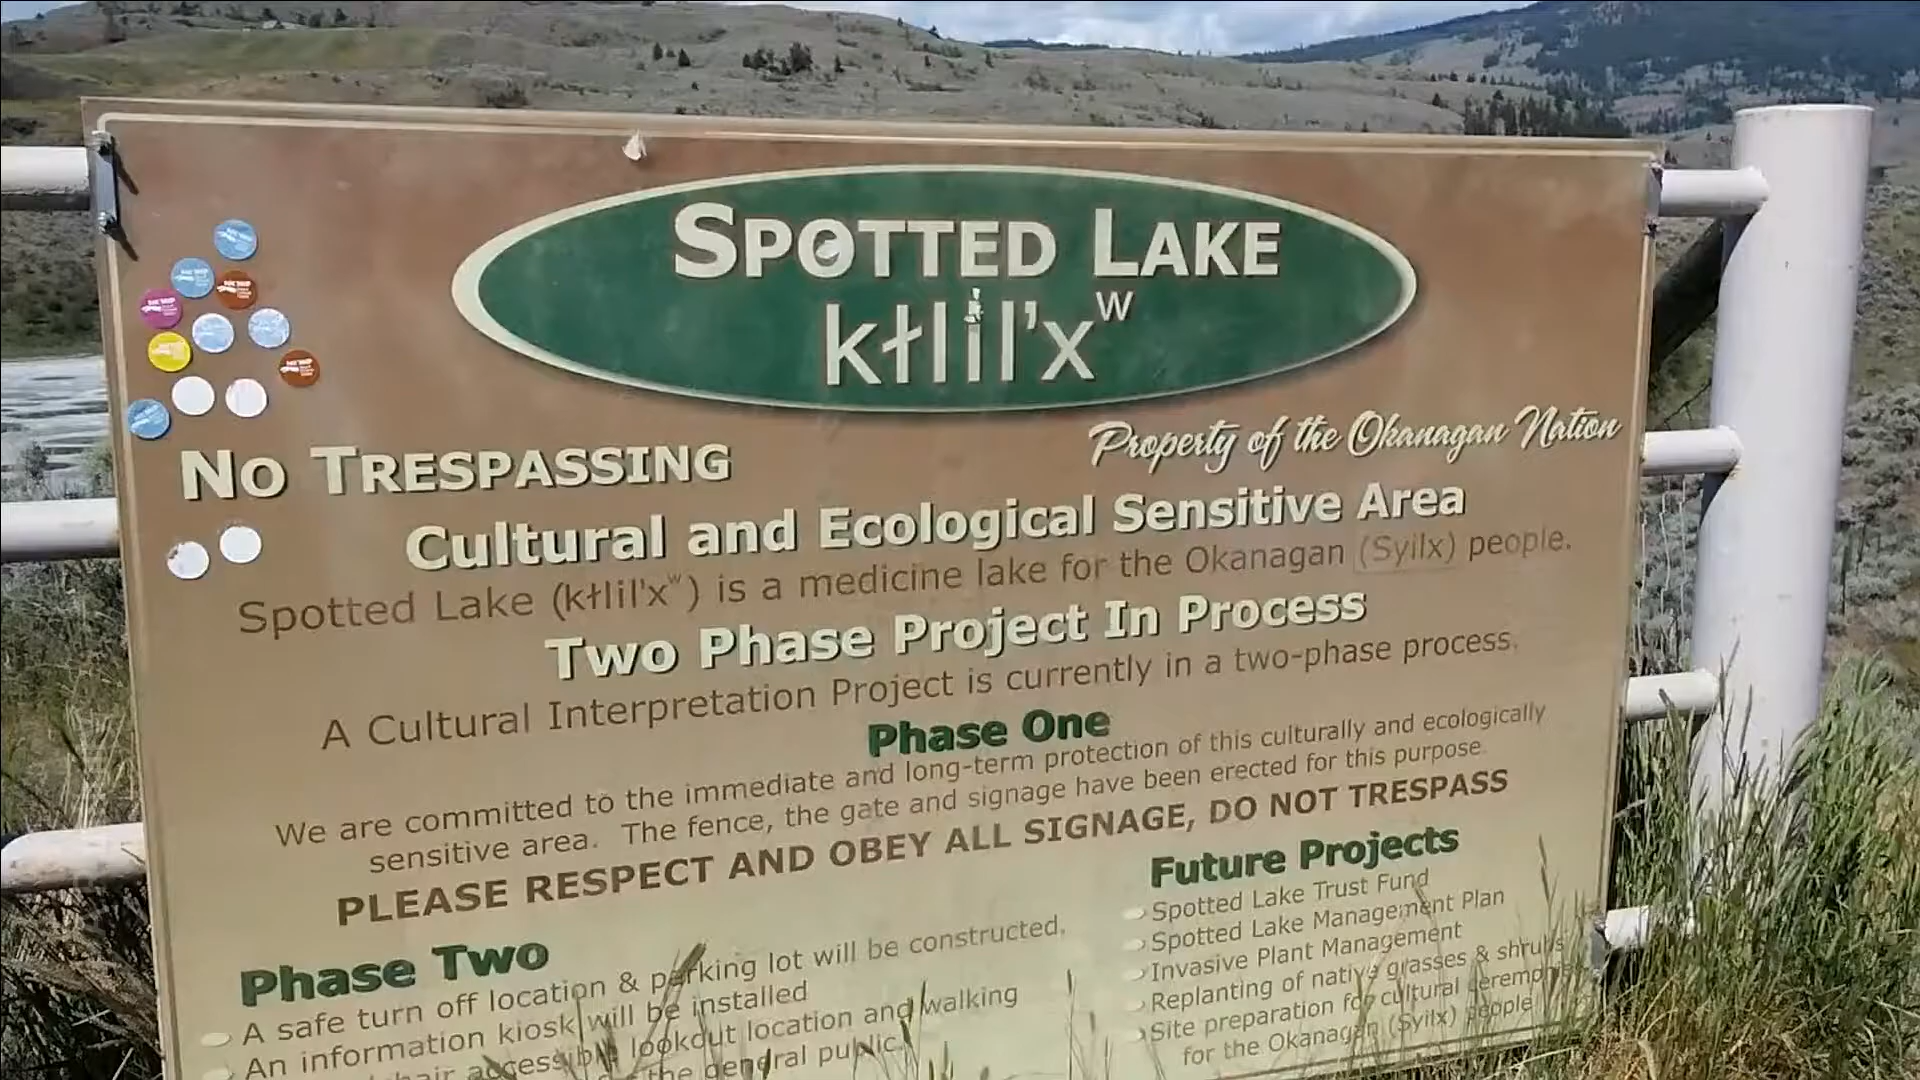 SPOTTED LAKE
kɫlil'xʷ
Property of the Okanagan Nation
NO TRESPASSING
Cultural and Ecological Sensitive Area
Spotted Lake (kɫlil'xʷ) is a medicine lake for the Okanagan (Syilx) people.
Two Phase Project In Process
A Cultural Interpretation Project is currently in a two-phase process.
Phase One
We are committed to the immediate and long-term protection of this culturally and ecologically
sensitive area. The fence, the gate and signage have been erected for this purpose.
PLEASE RESPECT AND OBEY ALL SIGNAGE, DO NOT TRESPASS
Phase Two
A safe turn off location & parking lot will be constructed.
An information kiosk will be installed
accessible lookout location and walking
the general public.
Future Projects
Spotted Lake Trust Fund
Spotted Lake Management Plan
Invasive Plant Management
Replanting of native grasses & shrubs
Site preparation for cultural ceremonies
for the Okanagan (Syilx) people